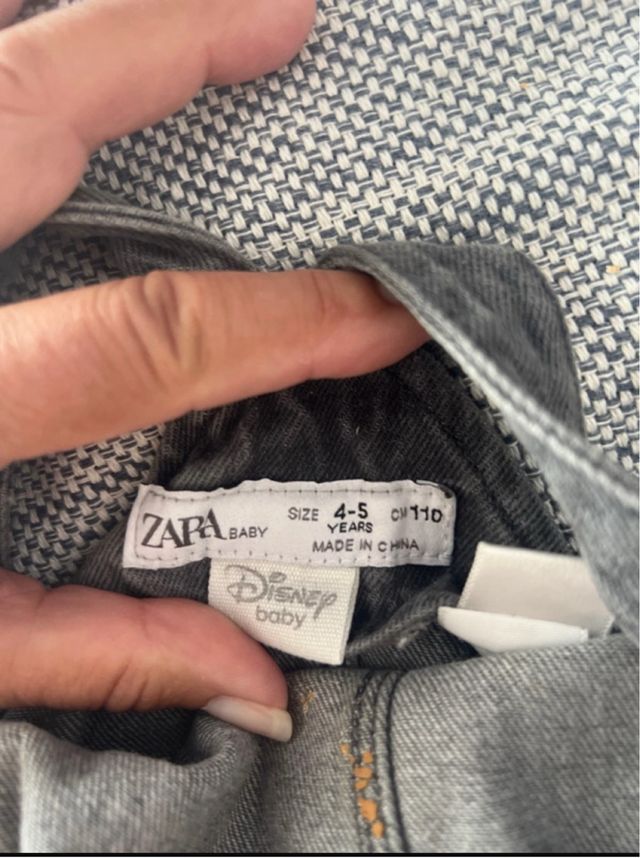 ZARA BABY SIZE 4-5 YEARS CM 110
MADE IN CHINA
Disney
baby